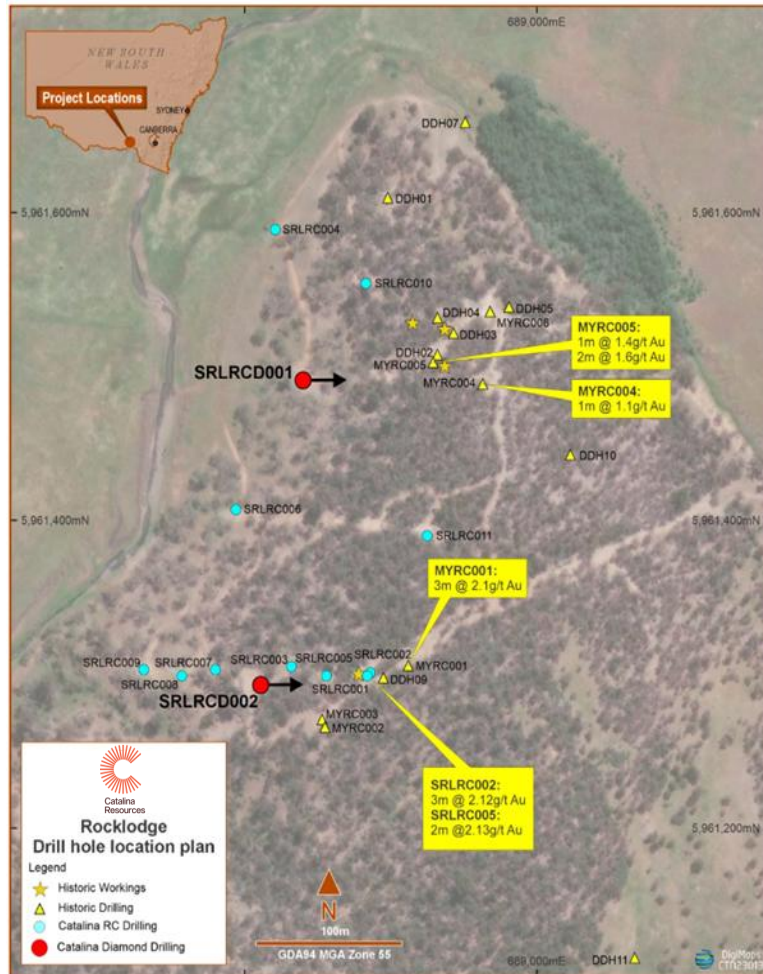 689,000mE
NEW SOUTH
WALES
Project Locations
SYDNEY
CANBERRA
DDH07
DDH01
5,961,600mN
5,961,600mN
SRLRC004
SRLRC010
DDH05
DDH04
MYRC006
DDH03
MYRC005:
1m @ 1.4g/t Au
2m @ 1.6g/t Au
DDH02
MYRC005
SRLRCD001
MYRC004
MYRC004:
1m @ 1.1g/t Au
DDH10
SRLRC006
5,961,400mN
5,961,400mN
SRLRC011
MYRC001:
3m @ 2.1g/t Au
SRLRC009
SRLRC007
SRLRC003
SRLRC005
SRLRC002
MYRC001
SRLRC008
SRLRC001
DDH09
SRLRCD002
MYRC003
MYRC002
SRLRC002:
3m @ 2.12g/t Au
SRLRC005:
2m @2.13g/t Au
Catalina
Resources
Rocklodge
Drill hole location plan
Legend
Historic Workings
Historic Drilling
Catalina RC Drilling
Catalina Diamond Drilling
5,961,200mN
N
100m
GDA94 MGA Zone 55
689,000mE
DDH11
DigiMaps